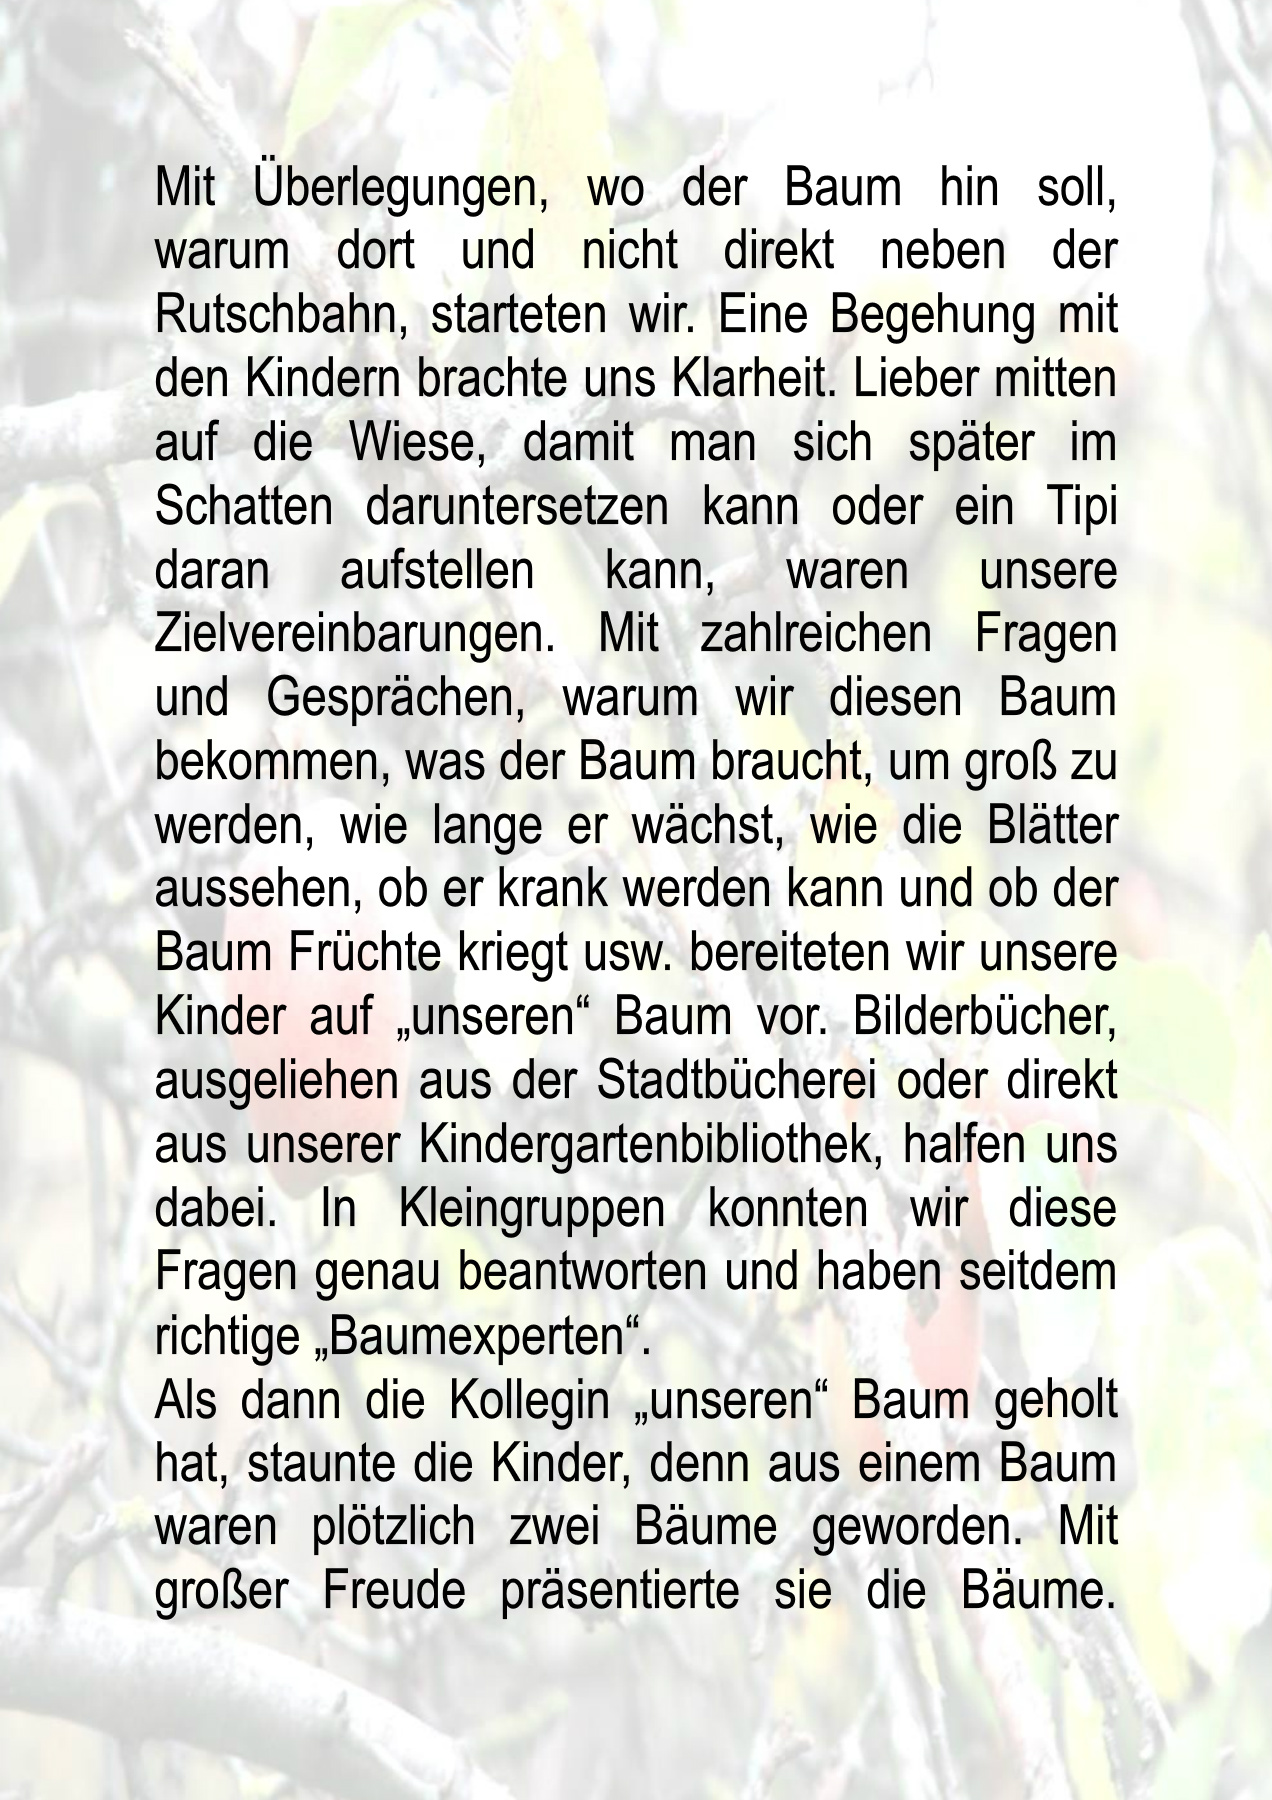 Mit Überlegungen, wo der Baum hin soll,
warum dort und nicht direkt neben der
Rutschbahn, starteten wir. Eine Begehung mit
den Kindern brachte uns Klarheit. Lieber mitten
auf die Wiese, damit man sich später im
Schatten daruntersetzen kann oder ein Tipi
daran aufstellen kann, waren unsere
Zielvereinbarungen. Mit zahlreichen Fragen
und Gesprächen, warum wir diesen Baum
bekommen, was der Baum braucht, um groß zu
werden, wie lange er wächst, wie die Blätter
aussehen, ob er krank werden kann und ob der
Baum Früchte kriegt usw. bereiteten wir unsere
Kinder auf „unseren“ Baum vor. Bilderbücher,
ausgeliehen aus der Stadtbücherei oder direkt
aus unserer Kindergartenbibliothek, halfen uns
dabei. In Kleingruppen konnten wir diese
Fragen genau beantworten und haben seitdem
richtige „Baumexperten“.
Als dann die Kollegin „unseren“ Baum geholt
hat, staunte die Kinder, denn aus einem Baum
waren plötzlich zwei Bäume geworden. Mit
großer Freude präsentierte sie die Bäume.